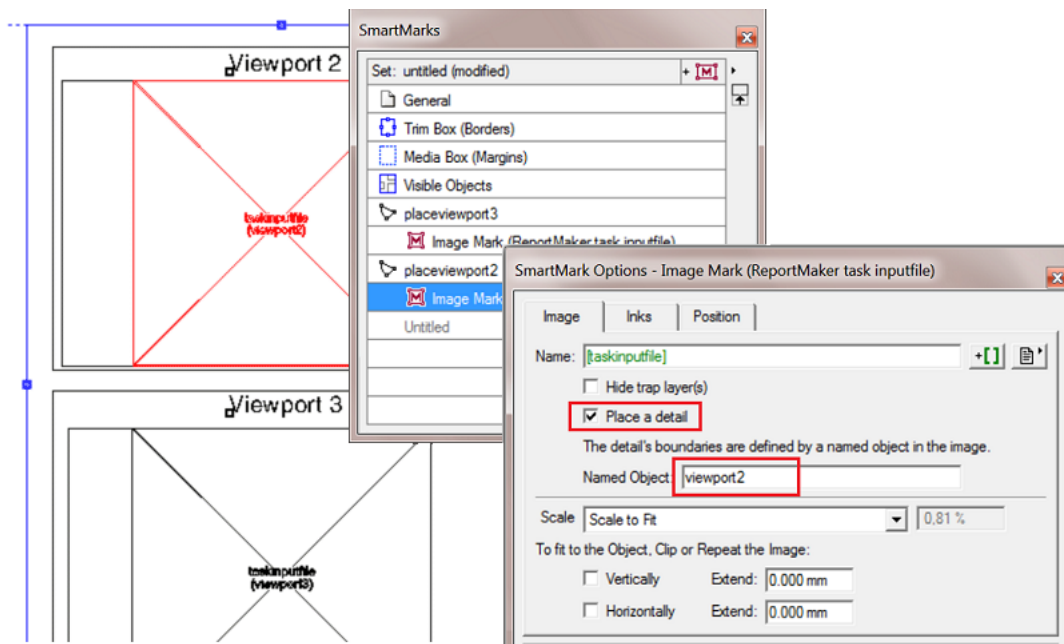 Viewport 2
taskinputfile
(viewport2)
Viewport 3
taskinputfile
(viewport3)
SmartMarks
Set: untitled (modified)
General
Trim Box (Borders)
Media Box (Margins)
Visible Objects
placeviewport3
Image Mark (ReportMaker task inputfile)
placeviewport2
Image Mark
Untitled
SmartMark Options - Image Mark (ReportMaker task inputfile)
Image Inks Position
Name: [taskinputfile]
Hide trap layer(s)
Place a detail
The detail's boundaries are defined by a named object in the image.
Named Object: viewport2
Scale Scale to Fit 0,81 %
To fit to the Object, Clip or Repeat the Image:
Vertically Extend: 0.000 mm
Horizontally Extend: 0.000 mm